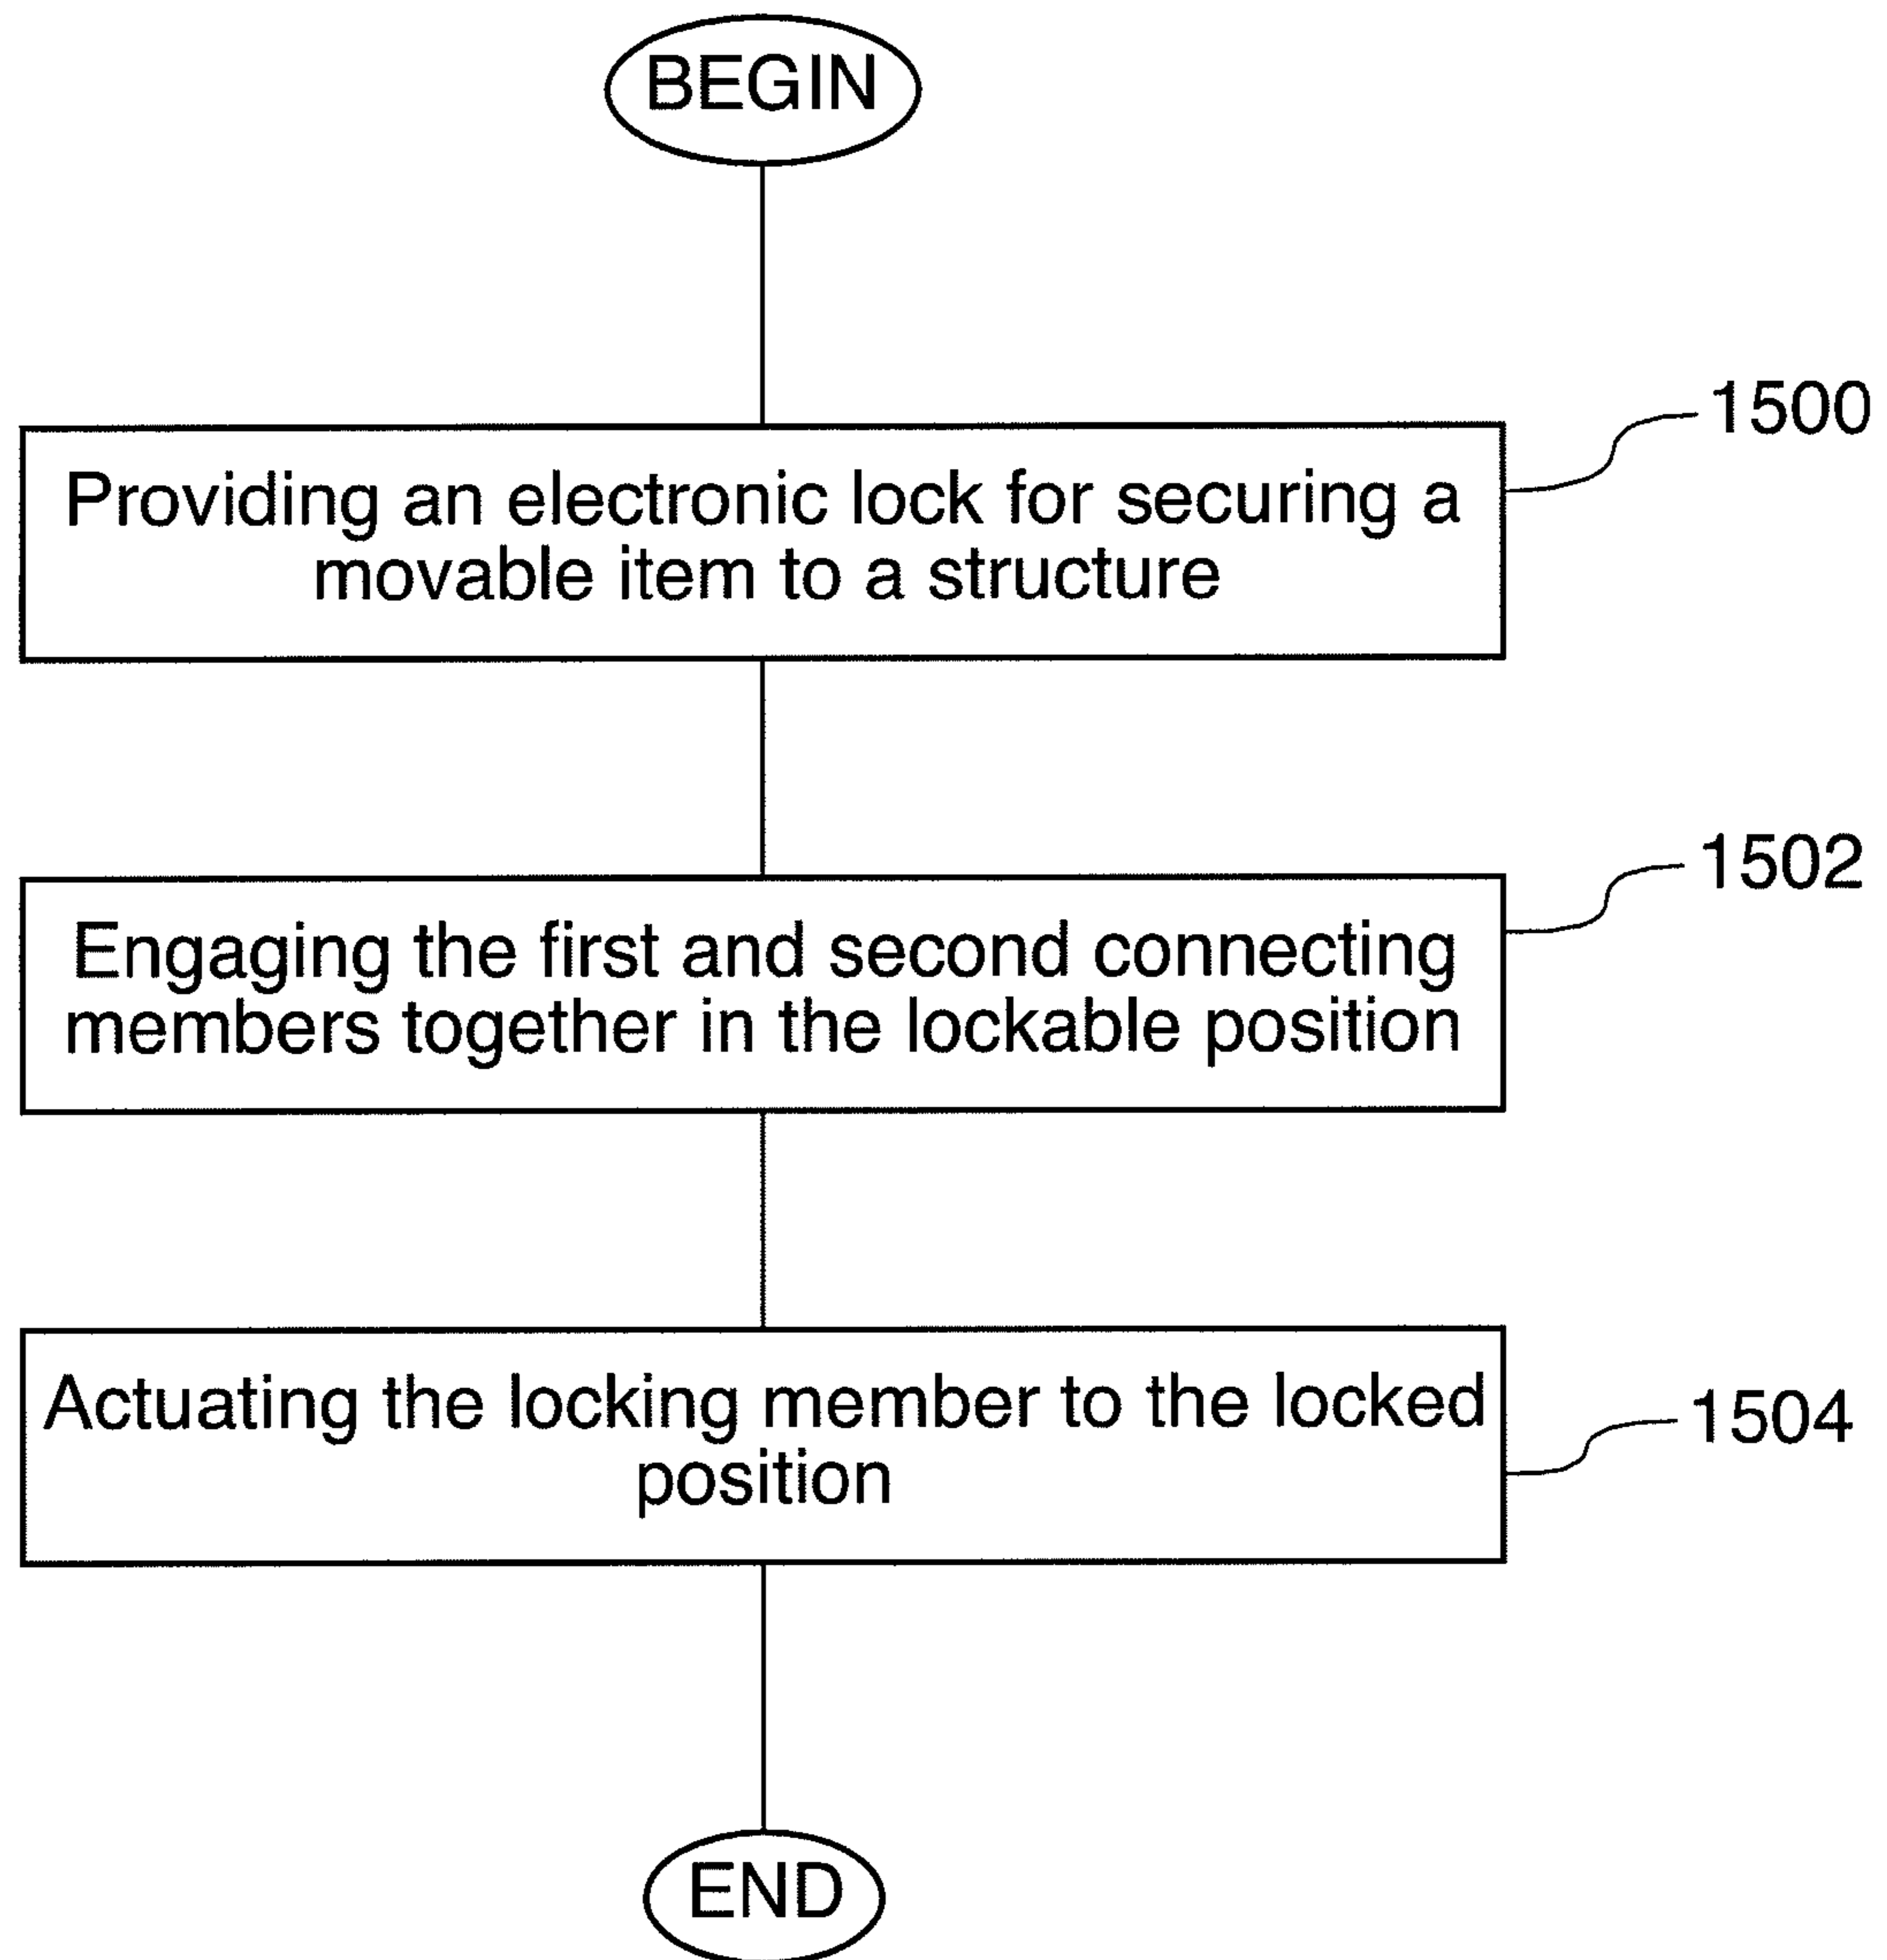 BEGIN
1500
Providing an electronic lock for securing a
movable item to a structure
1502
Engaging the first and second connecting
members together in the lockable position
Actuating the locking member to the locked
position
1504
END